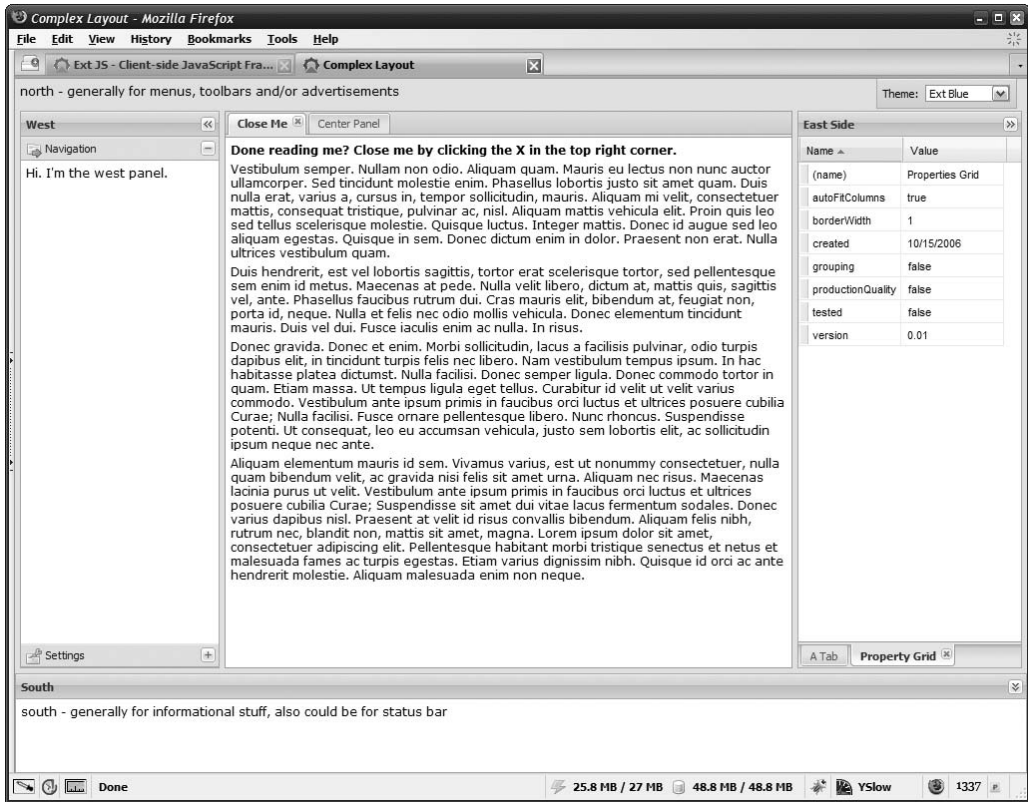 Complex Layout - Mozilla Firefox
File Edit View History Bookmarks Tools Help
Ext JS - Client-side JavaScript Fra... Complex Layout
north - generally for menus, toolbars and/or advertisements
Theme: Ext Blue
West
Navigation
Hi. I'm the west panel.
Settings
Close Me Center Panel
Done reading me? Close me by clicking the X in the top right corner.
Vestibulum semper. Nullam non odio. Aliquam quam. Mauris eu lectus non nunc auctor
ullamcorper. Sed tincidunt molestie enim. Phasellus lobortis justo sit amet quam. Duis
nulla erat, varius a, cursus in, tempor sollicitudin, mauris. Aliquam mi velit, consectetuer
mattis, consequat tristique, pulvinar ac, nisl. Aliquam mattis vehicula elit. Proin quis leo
sed tellus scelerisque molestie. Quisque luctus. Integer mattis. Donec id augue sed leo
aliquam egestas. Quisque in sem. Donec dictum enim in dolor. Praesent non erat. Nulla
ultrices vestibulum quam.
Duis hendrerit, est vel lobortis sagittis, tortor erat scelerisque tortor, sed pellentesque
sem enim id metus. Maecenas at pede. Nulla velit libero, dictum at, mattis quis, sagittis
vel, ante. Phasellus faucibus rutrum dui. Cras mauris elit, bibendum at, feugiat non,
porta id, neque. Nulla et felis nec odio mollis vehicula. Donec elementum tincidunt
mauris. Duis vel dui. Fusce iaculis enim ac nulla. In risus.
Donec gravida. Donec et enim. Morbi sollicitudin, lacus a facilisis pulvinar, odio turpis
dapibus elit, in tincidunt turpis felis nec libero. Nam vestibulum tempus ipsum. In hac
habitasse platea dictumst. Nulla facilisi. Donec semper ligula. Donec commodo tortor in
quam. Etiam massa. Ut tempus ligula eget tellus. Curabitur id velit ut velit varius
commodo. Vestibulum ante ipsum primis in faucibus orci luctus et ultrices posuere cubilia
Curae; Nulla facilisi. Fusce ornare pellentesque libero. Nunc rhoncus. Suspendisse
potenti. Ut consequat, leo eu accumsan vehicula, justo sem lobortis elit, ac sollicitudin
ipsum neque nec ante.
Aliquam elementum mauris id sem. Vivamus varius, est ut nonummy consectetuer, nulla
quam bibendum velit, ac gravida nisi felis sit amet urna. Aliquam nec risus. Maecenas
lacinia purus ut velit. Vestibulum ante ipsum primis in faucibus orci luctus et ultrices
posuere cubilia Curae; Suspendisse sit amet dui vitae lacus fermentum sodales. Donec
varius dapibus nisl. Praesent at velit id risus convallis bibendum. Aliquam felis nibh,
rutrum nec, blandit non, mattis sit amet, magna. Lorem ipsum dolor sit amet,
consectetuer adipiscing elit. Pellentesque habitant morbi tristique senectus et netus et
malesuada fames ac turpis egestas. Etiam varius dignissim nibh. Quisque id orci ac ante
hendrerit molestie. Aliquam malesuada enim non neque.
East Side
Name Value
(name) Properties Grid
autoFitColumns true
borderWidth 1
created 10/15/2006
grouping false
productionQuality false
tested false
version 0.01
A Tab Property Grid
South
south - generally for informational stuff, also could be for status bar
Done 25.8 MB / 27 MB 48.8 MB / 48.8 MB YSlow 1337 P